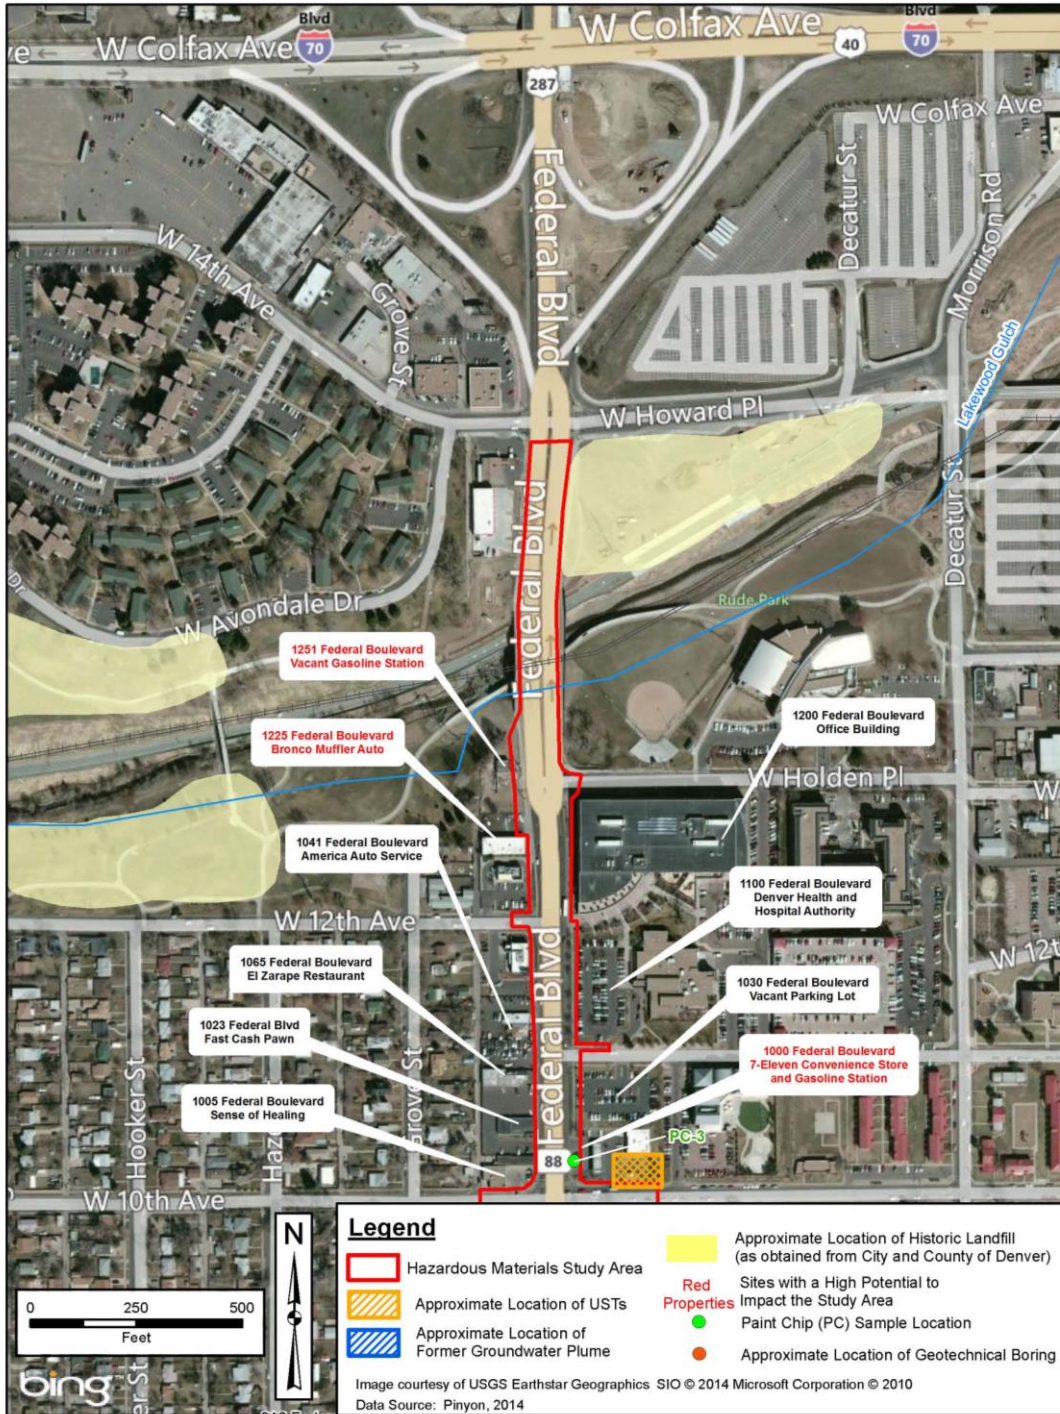 Blvd
W Colfax Ave
70
W Colfax Ave
40
Blvd
70
287
W Colfax Ave
Federal Blvd
Decatur St
Morrison Rd
W 14th Ave
Grove St
Lakewood Gulch
W Howard Pl
Federal Blvd
Decatur St
Dr
W Avondale Dr
Rude Park
1251 Federal Boulevard
Vacant Gasoline Station
1225 Federal Boulevard
Bronco Muffler Auto
1200 Federal Boulevard
Office Building
W Holden Pl
W
1041 Federal Boulevard
America Auto Service
1100 Federal Boulevard
Denver Health and
Hospital Authority
W 12th Ave
W 12th
Federal Blvd
1065 Federal Boulevard
El Zarape Restaurant
1030 Federal Boulevard
Vacant Parking Lot
1023 Federal Blvd
Fast Cash Pawn
1000 Federal Boulevard
7-Eleven Convenience Store
and Gasoline Station
1005 Federal Boulevard
Sense of Healing
Hooker St
Grove St
PC-3
88
W 10th Ave
N
0 250 500
Feet
bing™
er St
Legend
Hazardous Materials Study Area
Approximate Location of USTs
Approximate Location of
Former Groundwater Plume
Approximate Location of Historic Landfill
(as obtained from City and County of Denver)
Red Properties
Sites with a High Potential to
Impact the Study Area
Paint Chip (PC) Sample Location
Approximate Location of Geotechnical Boring
Image courtesy of USGS Earthstar Geographics SIO © 2014 Microsoft Corporation © 2010
Data Source: Pinyon, 2014